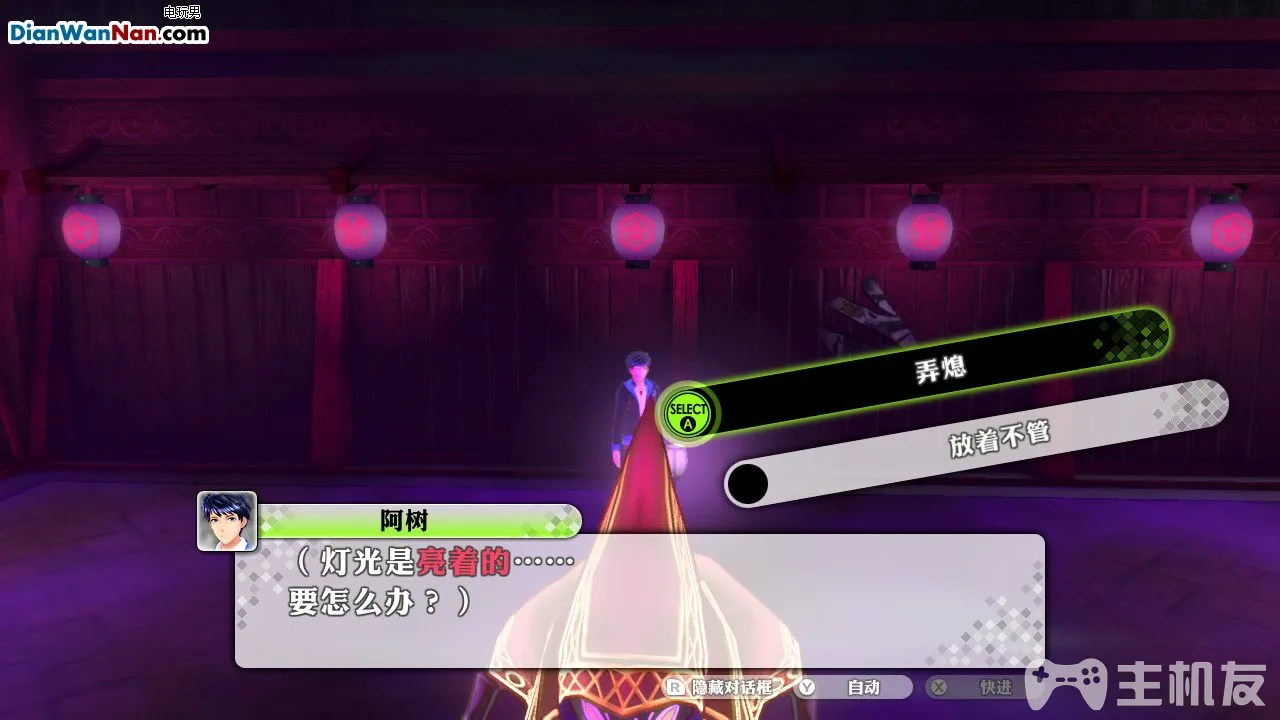 电玩男
DianWanNan.com
SELECT
A
弄熄
放着不管
阿树
（灯光是亮着的……
要怎么办？）
R 隐藏对话框 Y 自动 X 快进
主机友